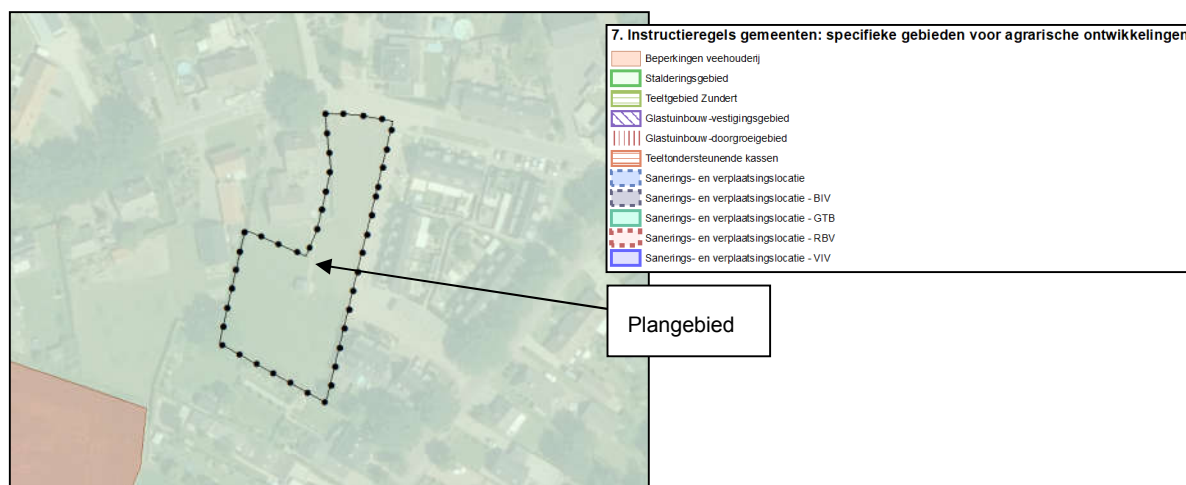 7. Instructieregels gemeenten: specifieke gebieden voor agrarische ontwikkelingen
Beperkingen veehouderij
Stalderingsgebied
Teeltgebied Zundert
Glastuinbouw-vestigingsgebied
Glastuinbouw-doorgroeigebied
Teeltondersteunende kassen
Sanerings- en verplaatsingslocatie
Sanerings- en verplaatsingslocatie - BIV
Sanerings- en verplaatsingslocatie - GTB
Sanerings- en verplaatsingslocatie - RBV
Sanerings- en verplaatsingslocatie - VIV
Plangebied